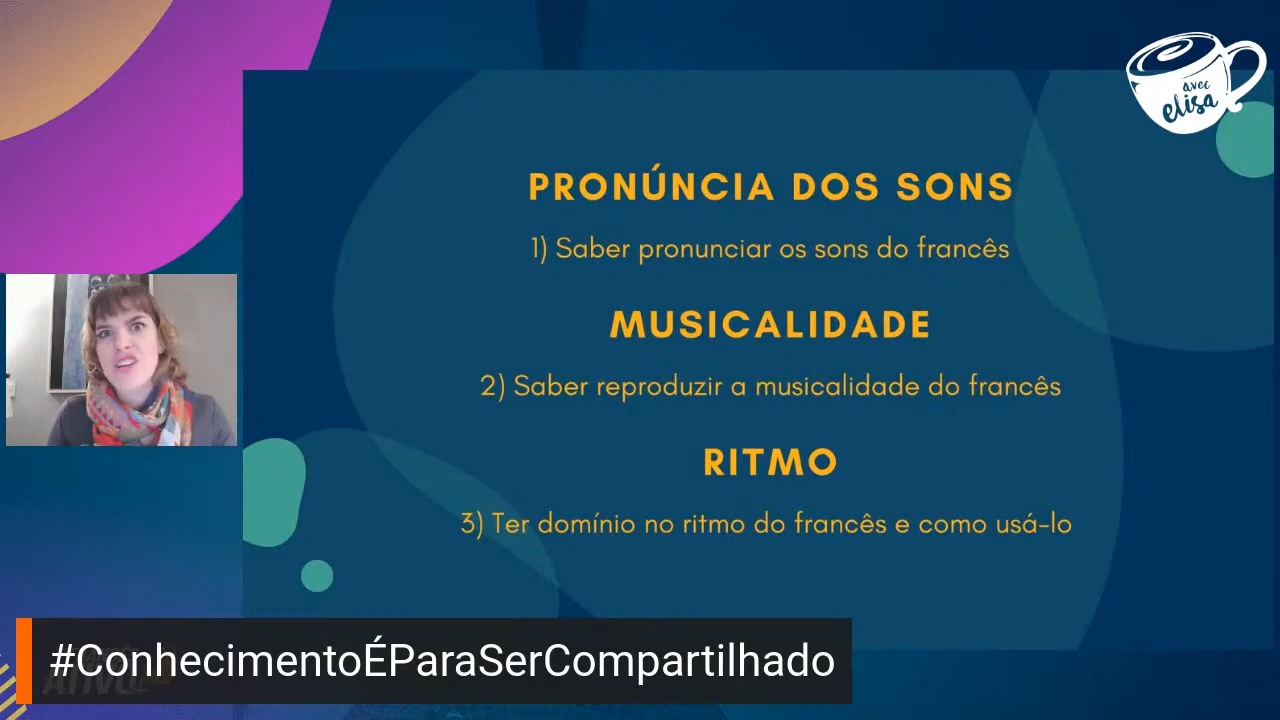 avec
elisa
PRONÚNCIA DOS SONS
1) Saber pronunciar os sons do francês
MUSICALIDADE
2) Saber reproduzir a musicalidade do francês
RITMO
3) Ter domínio no ritmo do francês e como usá-lo
#ConhecimentoÉParaSerCompartilhado